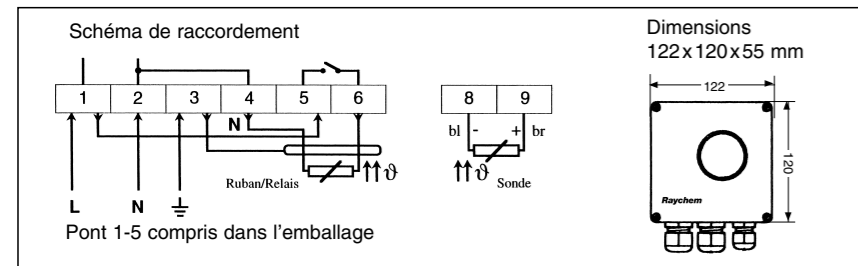 Schéma de raccordement
Dimensions
122x120x55 mm
122
1 2 3 4 5 6
8 9
N
bl - + br
120
Ruban/Relais
ϑ
ϑ
Sonde
L N
Raychem
Pont 1-5 compris dans l’emballage